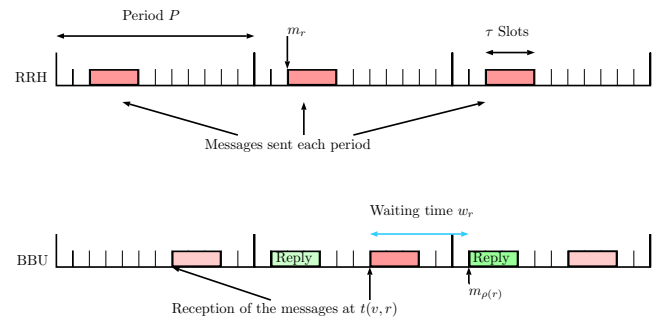 Period P
m_r
τ Slots
RRH
Messages sent each period
Waiting time w_r
BBU
Reply
Reply
m_ρ(r)
Reception of the messages at t(v, r)